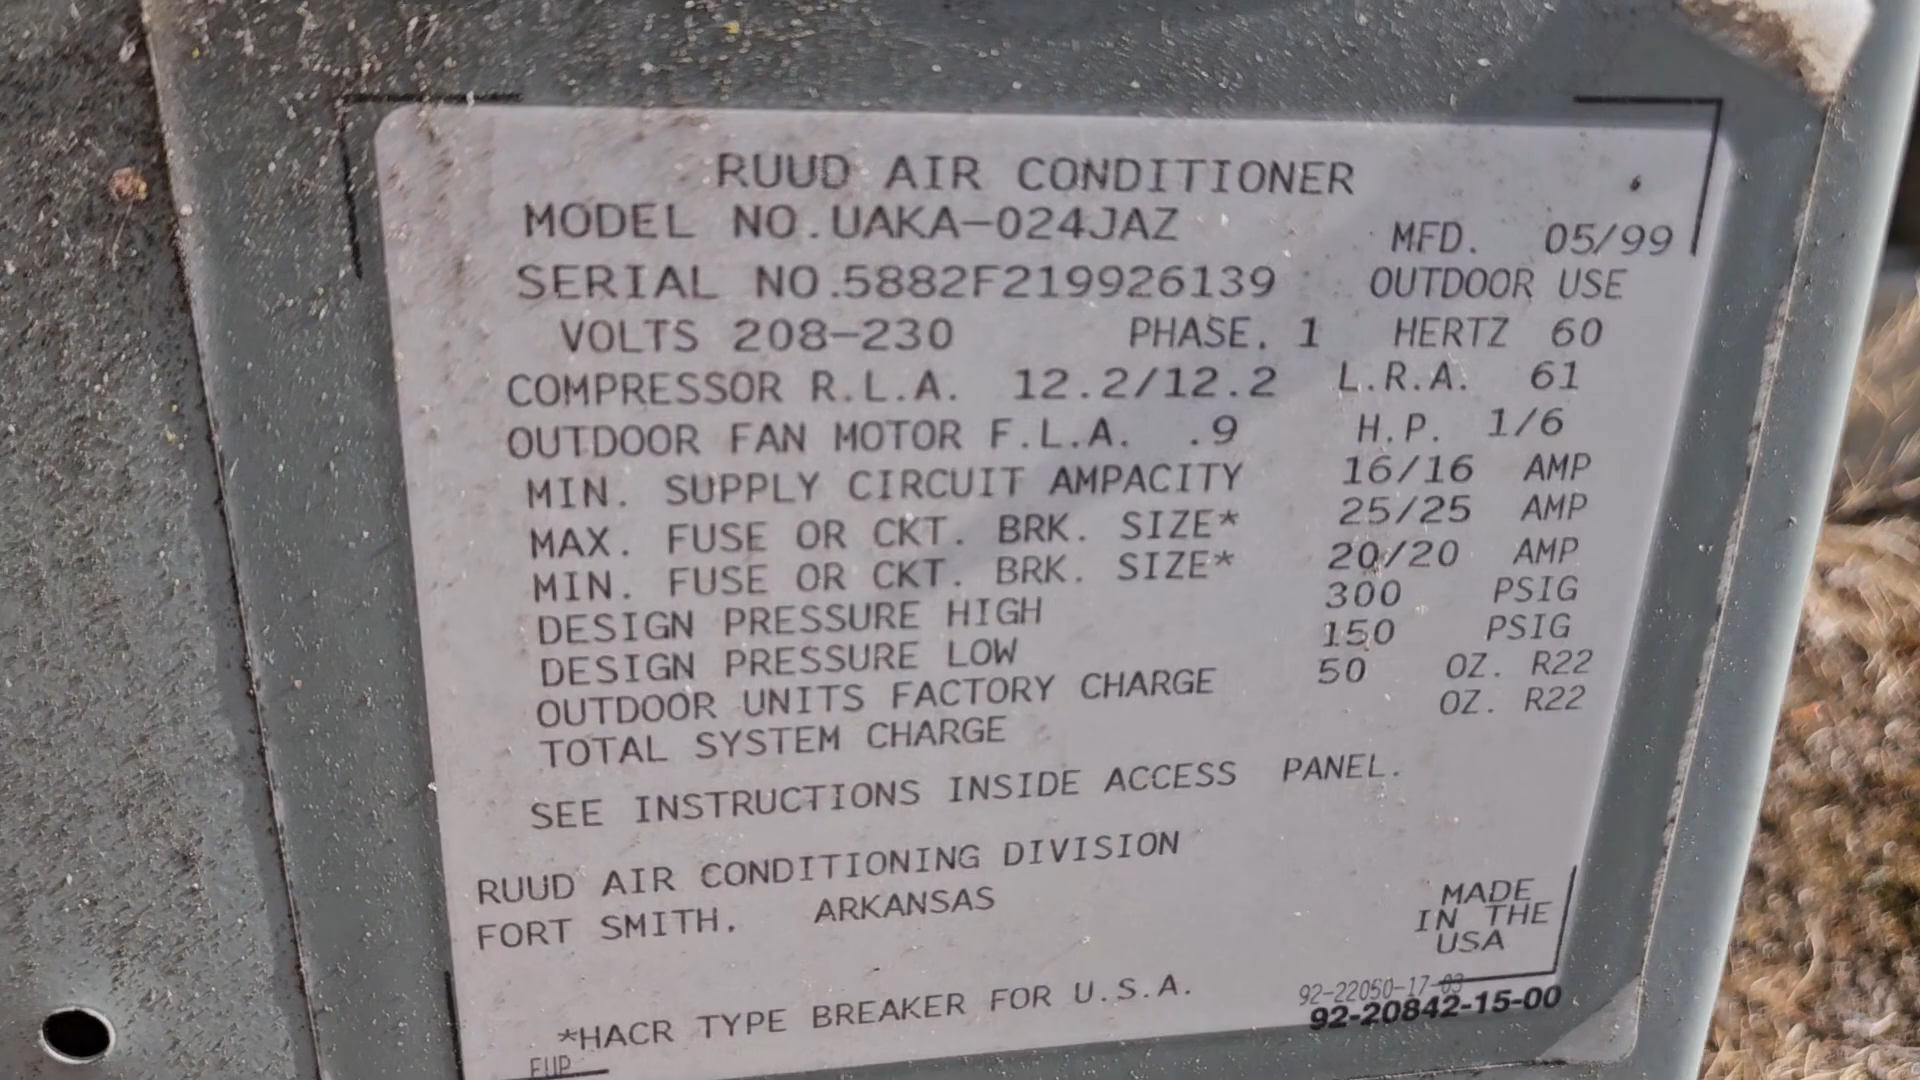 RUUD AIR CONDITIONER
MODEL NO.UAKA-024JAZ MFD. 05/99
SERIAL NO.5882F219926139 OUTDOOR USE
VOLTS 208-230 PHASE. 1 HERTZ 60
COMPRESSOR R.L.A. 12.2/12.2 L.R.A. 61
OUTDOOR FAN MOTOR F.L.A. .9 H.P. 1/6
MIN. SUPPLY CIRCUIT AMPACITY 16/16 AMP
MAX. FUSE OR CKT. BRK. SIZE* 25/25 AMP
MIN. FUSE OR CKT. BRK. SIZE* 20/20 AMP
DESIGN PRESSURE HIGH 300 PSIG
DESIGN PRESSURE LOW 150 PSIG
OUTDOOR UNITS FACTORY CHARGE 50 OZ. R22
TOTAL SYSTEM CHARGE OZ. R22
SEE INSTRUCTIONS INSIDE ACCESS PANEL.
RUUD AIR CONDITIONING DIVISION
FORT SMITH. ARKANSAS
MADE
IN THE
USA
*HACR TYPE BREAKER FOR U.S.A.
92-22050-17-03
92-20842-15-00